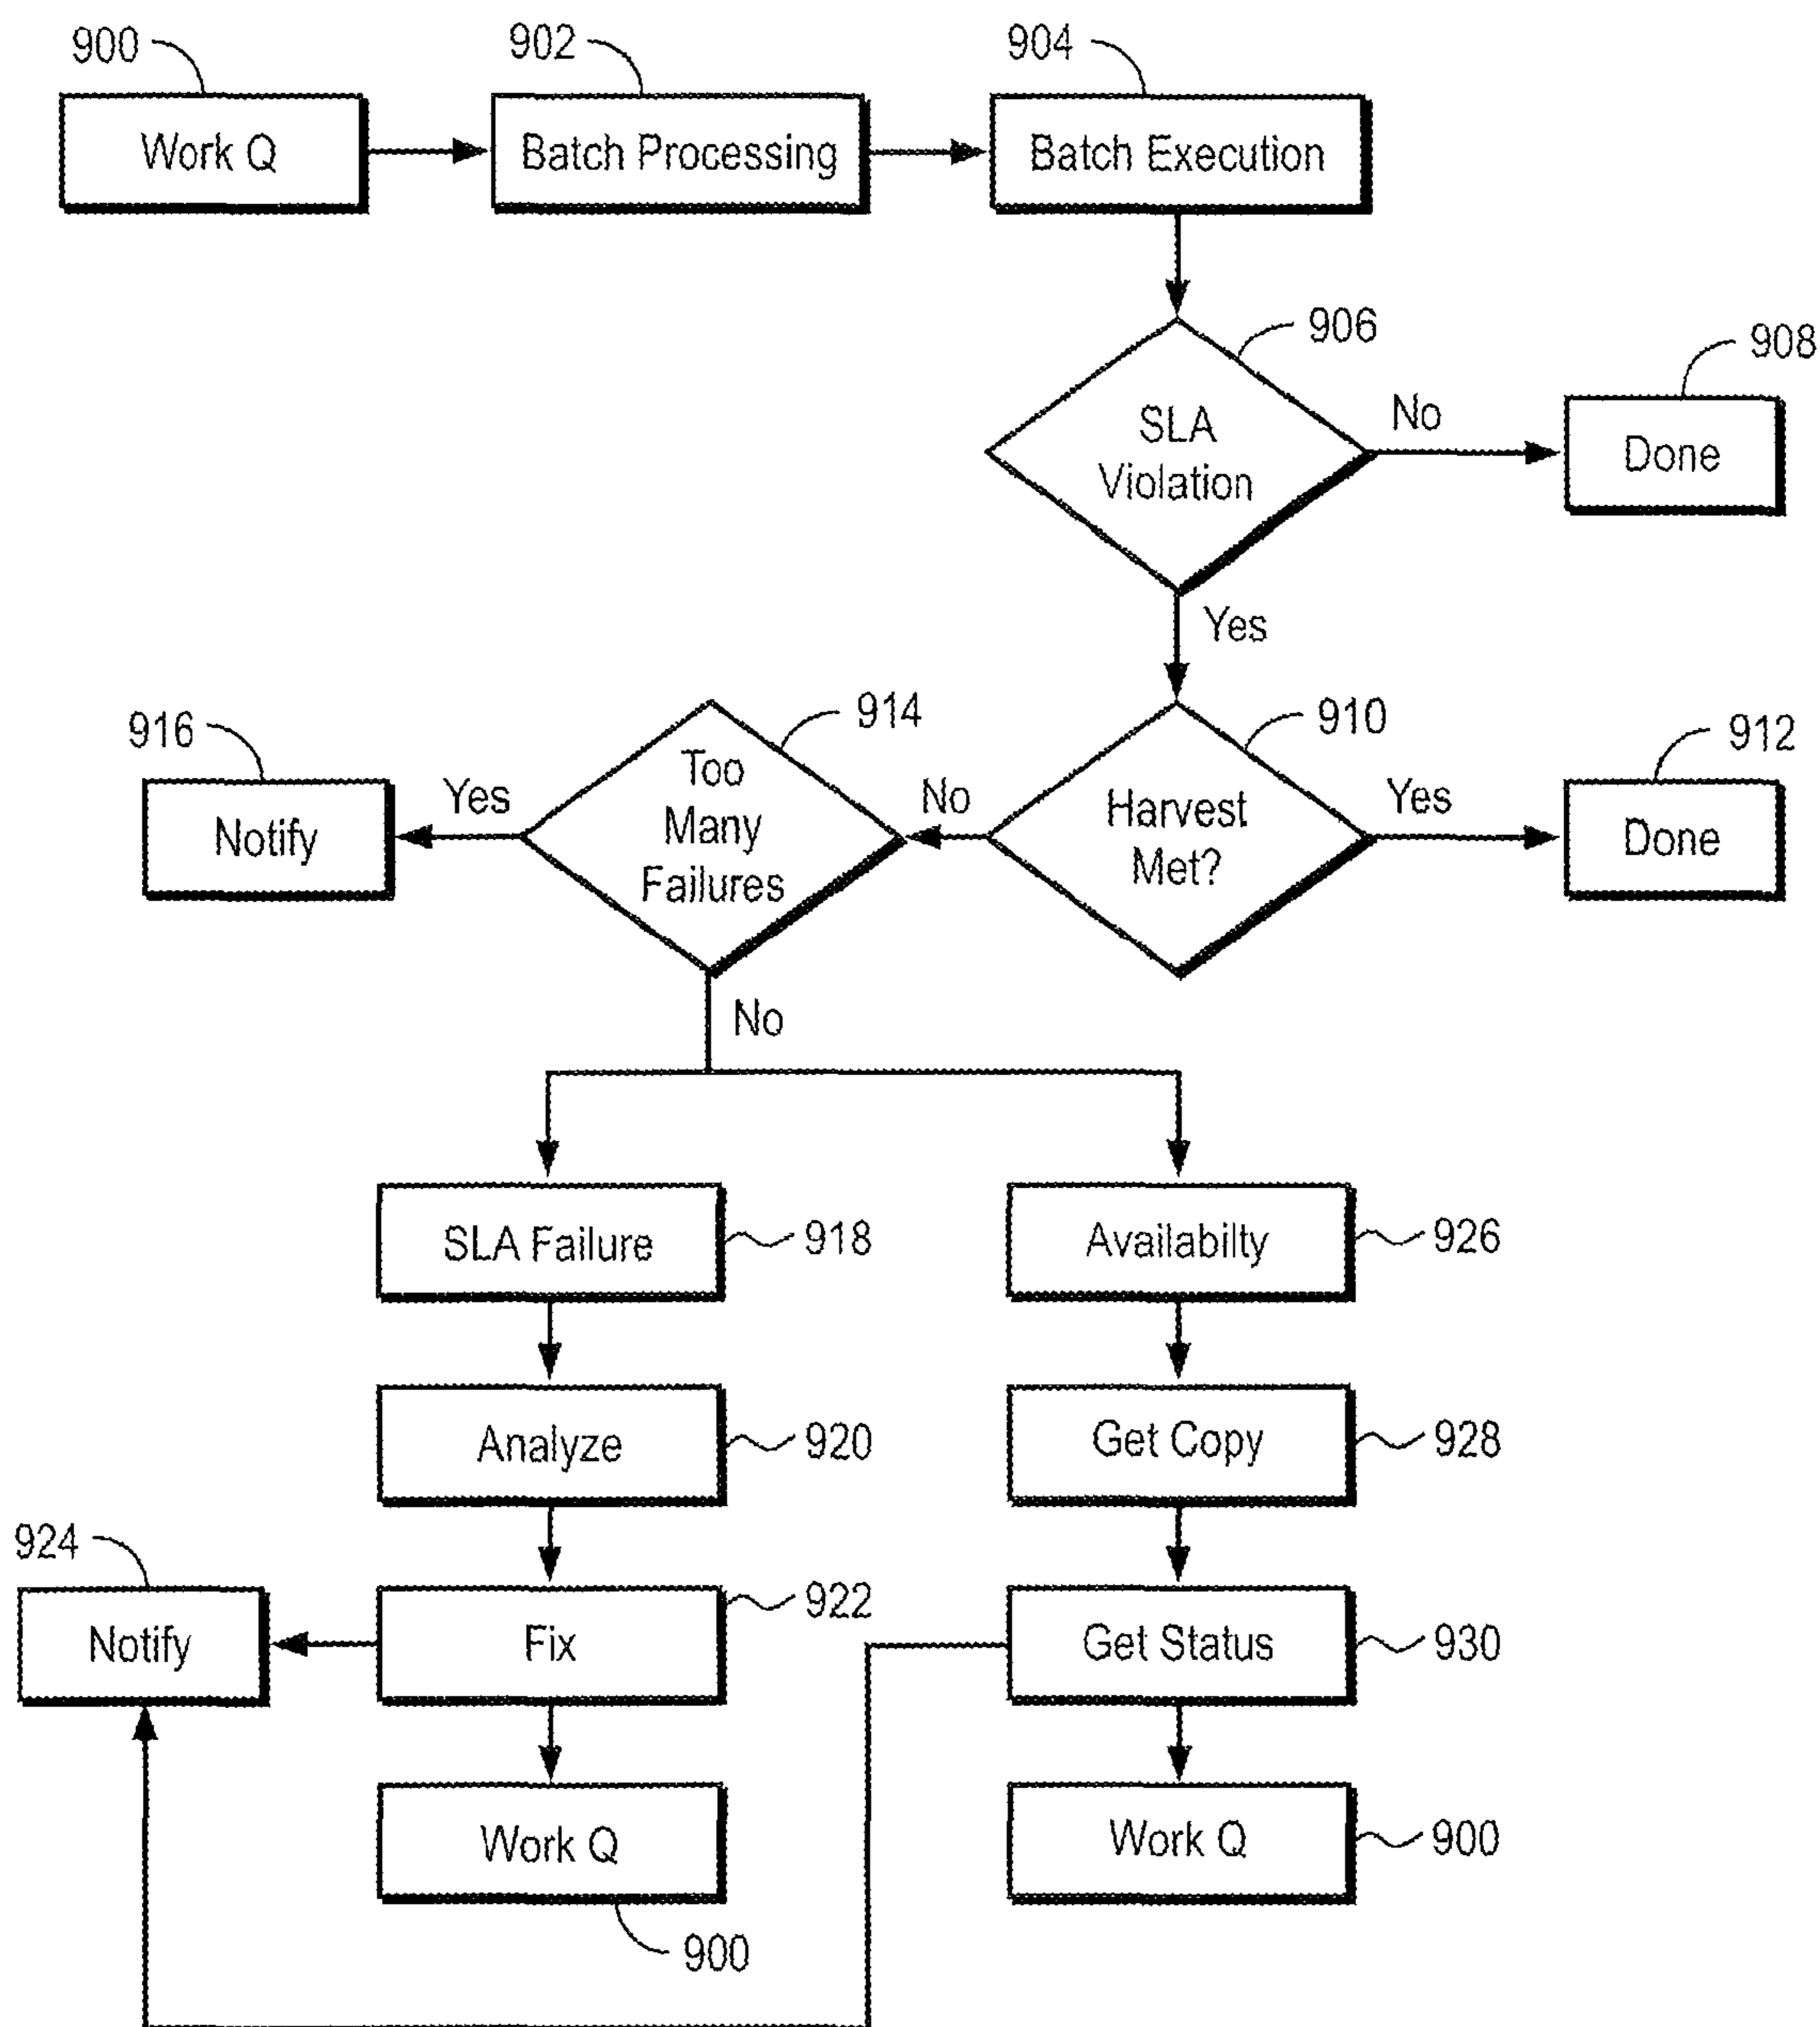 900
902
904
Work Q
Batch Processing
Batch Execution
906
908
SLA
Violation
No
Done
Yes
916
914
910
912
Notify
Yes
Too
Many
Failures
No
Harvest
Met?
Yes
Done
No
SLA Failure
918
Availabilty
926
Analyze
920
Get Copy
928
924
Notify
Fix
922
Get Status
930
Work Q
900
Work Q
900